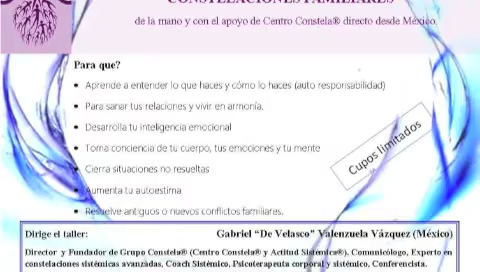 CONSTELACIONES FAMILIARES
de la mano y con el apoyo de Centro Constela® directo desde México.
Para que?
• Aprende a entender lo que haces y cómo lo haces (auto responsabilidad)
• Para sanar tus relaciones y vivir en armonía.
• Desarrolla tu inteligencia emocional
• Toma conciencia de tu cuerpo, tus emociones y tu mente
• Cierra situaciones no resueltas
• Aumenta tu autoestima
• Resuelve antiguos o nuevos conflictos familiares.
Cupos limitados
Dirige el taller: Gabriel “De Velasco” Valenzuela Vázquez (México)
Director y Fundador de Grupo Constela® (Centro Constela® y Actitud Sistémica®), Comunicólogo, Experto en
constelaciones sistémicas avanzadas, Coach Sistémico, Psicoterapeuta corporal y sistémico, Conferencista.